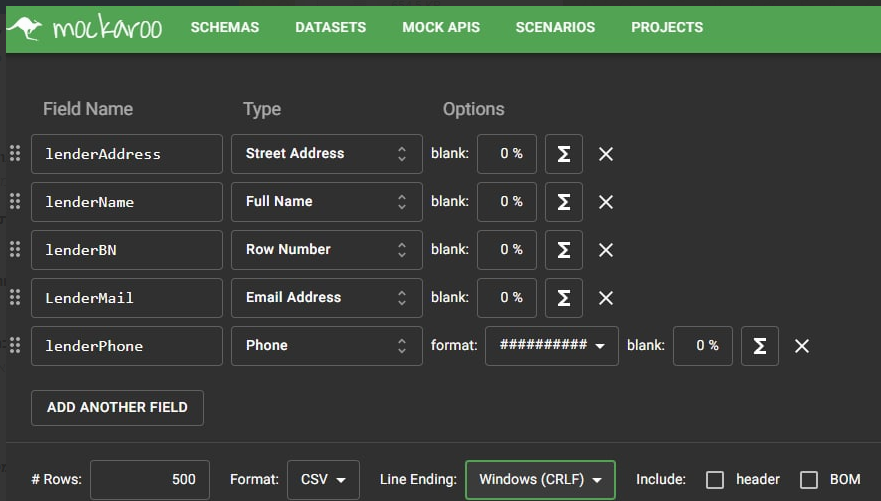 mockaroo SCHEMAS DATASETS MOCK APIS SCENARIOS PROJECTS
Field Name Type Options
lenderAddress Street Address blank: 0 % Σ
lenderName Full Name blank: 0 % Σ
lenderBN Row Number blank: 0 % Σ
LenderMail Email Address blank: 0 % Σ
lenderPhone Phone format: ########## blank: 0 % Σ
ADD ANOTHER FIELD
# Rows: 500 Format: CSV Line Ending: Windows (CRLF) Include: header BOM